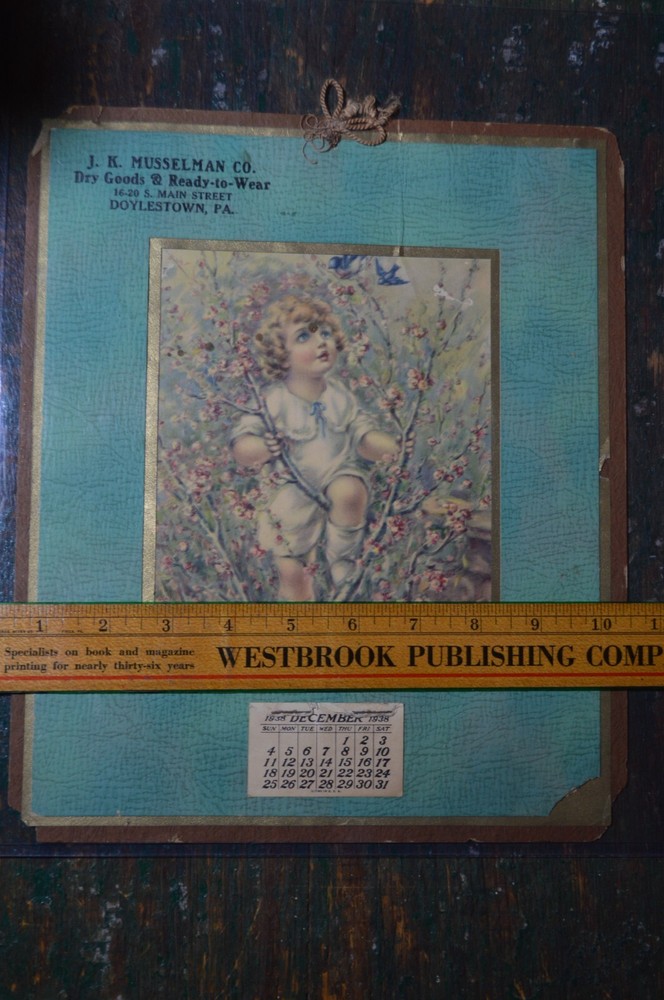 J. K. MUSSELMAN CO.
Dry Goods & Ready-to-Wear
16-20 S. MAIN STREET
DOYLESTOWN, PA.
1 2 3 4 5 6 7 8 9 10 1
Specialists on book and magazine
printing for nearly thirty-six years
WESTBROOK PUBLISHING COMP
1938 DECEMBER 1938
SUN MON TUE WED THU FRI SAT
1 2 3
4 5 6 7 8 9 10
11 12 13 14 15 16 17
18 19 20 21 22 23 24
25 26 27 28 29 30 31